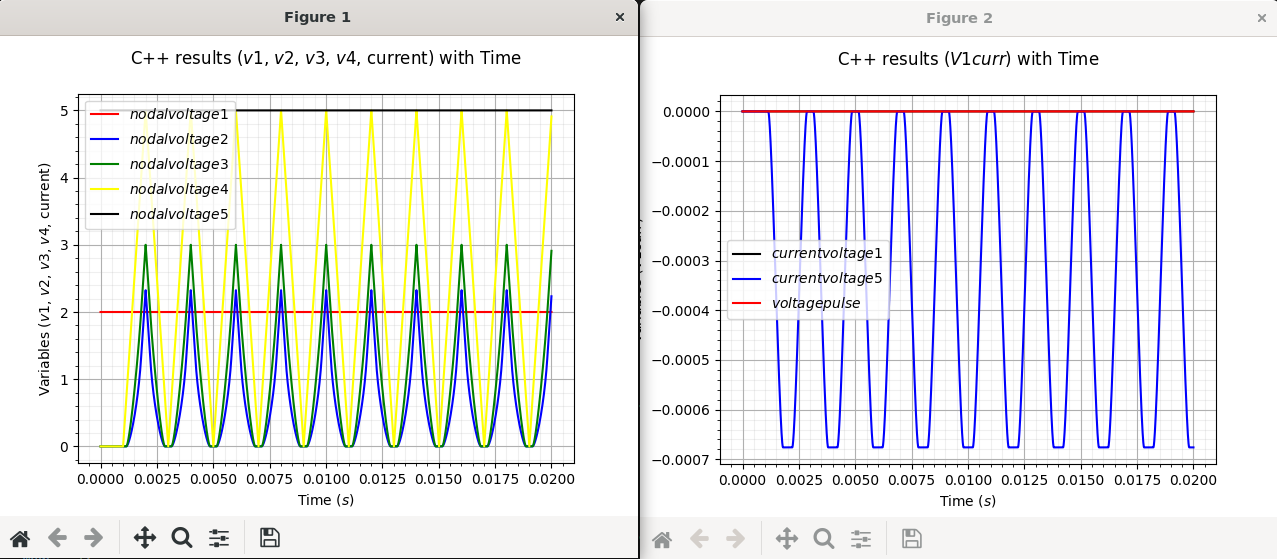 Figure 1
C++ results (v1, v2, v3, v4, current) with Time
Variables (v1, v2, v3, v4, current)
5
4
3
2
1
0
nodalvoltage1
nodalvoltage2
nodalvoltage3
nodalvoltage4
nodalvoltage5
0.0000 0.0025 0.0050 0.0075 0.0100 0.0125 0.0150 0.0175 0.0200
Time (s)
Figure 2
C++ results (V1curr) with Time
0.0000
−0.0001
−0.0002
−0.0003
−0.0004
−0.0005
−0.0006
−0.0007
currentvoltage1
currentvoltage5
voltagepulse
0.0000 0.0025 0.0050 0.0075 0.0100 0.0125 0.0150 0.0175 0.0200
Time (s)